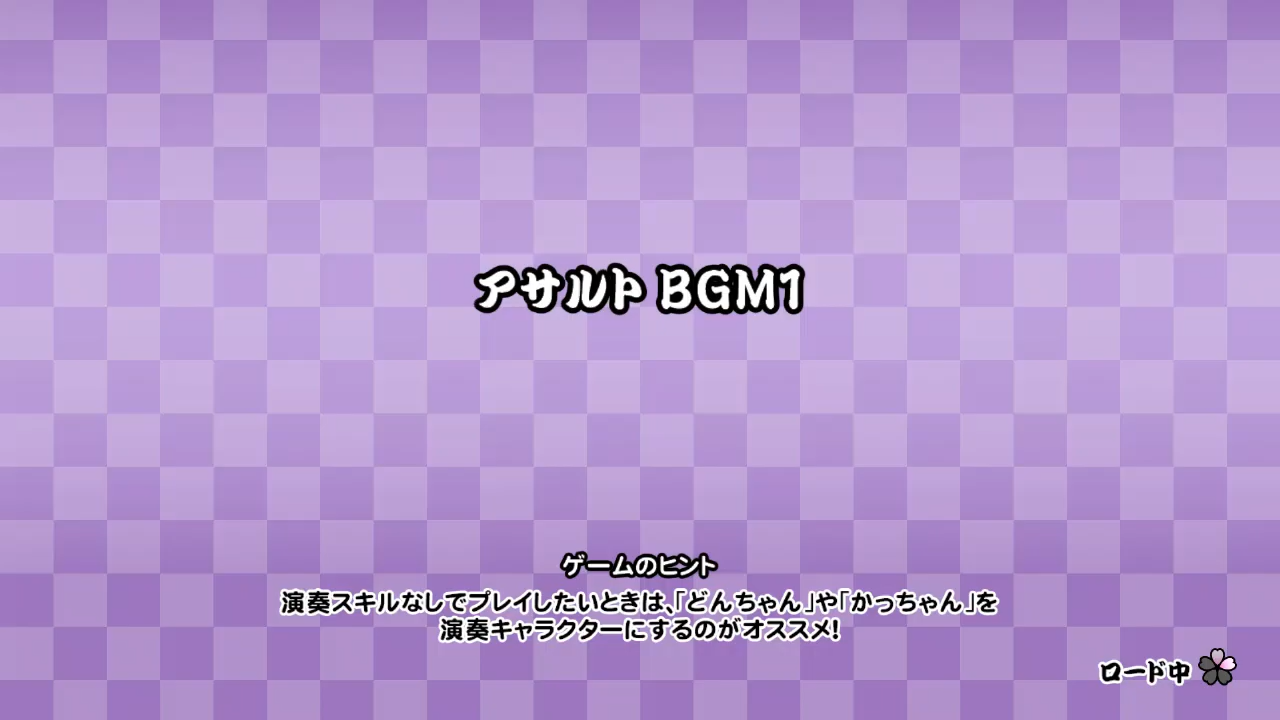 アサルト BGM1
ゲームのヒント
演奏スキルなしでプレイしたいときは、「どんちゃん」や「かっちゃん」を
演奏キャラクターにするのがオススメ!
ロード中